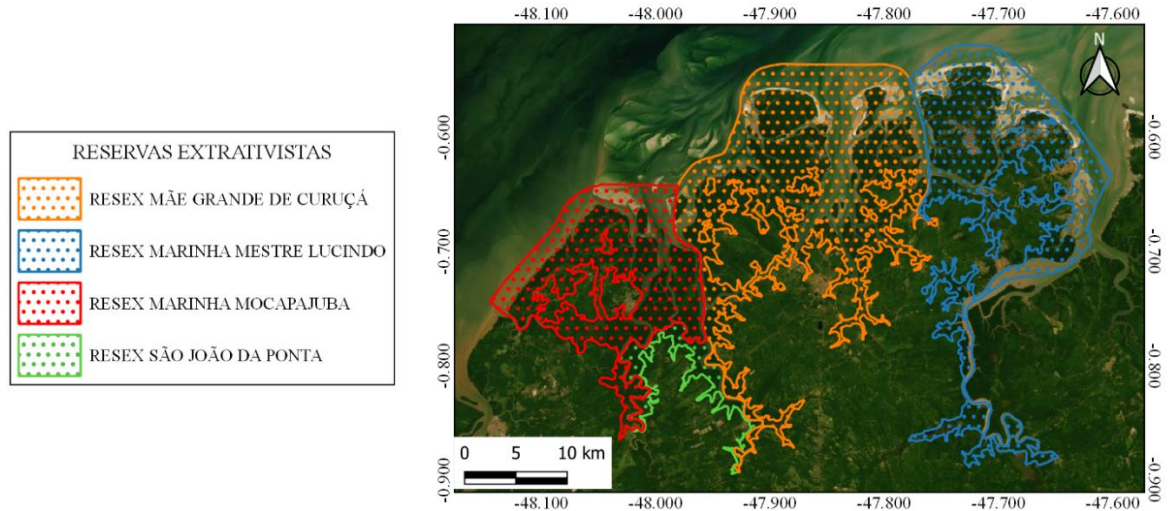 -48.100 -48.000 -47.900 -47.800 -47.700 -47.600
N
RESERVAS EXTRATIVISTAS
RESEX MÃE GRANDE DE CURUÇÁ
RESEX MARINHA MESTRE LUCINDO
RESEX MARINHA MOCAPAJUBA
RESEX SÃO JOÃO DA PONTA
-0.600 -0.600
-0.700 -0.700
-0.800 -0.800
-0.900 -0.900
0 5 10 km
-48.100 -48.000 -47.900 -47.800 -47.700 -47.600